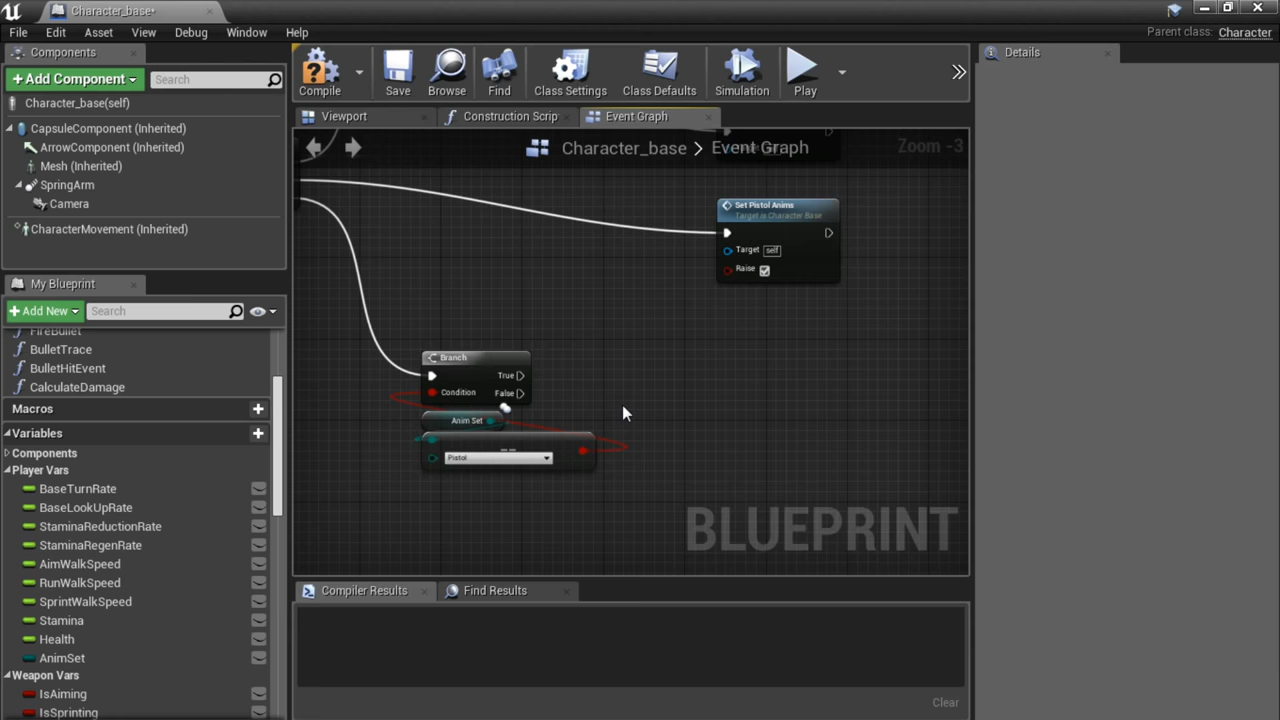 Character_base*
File Edit Asset View Debug Window Help
Parent class: Character
Components
+Add Component Search
Character_base(self)
CapsuleComponent (Inherited)
ArrowComponent (Inherited)
Mesh (Inherited)
SpringArm
Camera
CharacterMovement (Inherited)
My Blueprint
+Add New Search
FireBullet
BulletTrace
BulletHitEvent
CalculateDamage
Macros
Variables
Components
Player Vars
BaseTurnRate
BaseLookUpRate
StaminaReductionRate
StaminaRegenRate
AimWalkSpeed
RunWalkSpeed
SprintWalkSpeed
Stamina
Health
AnimSet
Weapon Vars
IsAiming
IsSprinting
Compile Save Browse Find Class Settings Class Defaults Simulation Play
Viewport Construction Scrip Event Graph
Character_base > Event Graph
Zoom -3
Set Pistol Anims
Target is Character Base
Target self
Raise
Branch
True
Condition False
Anim Set
==
Pistol
BLUEPRINT
Compiler Results Find Results
Clear
Details